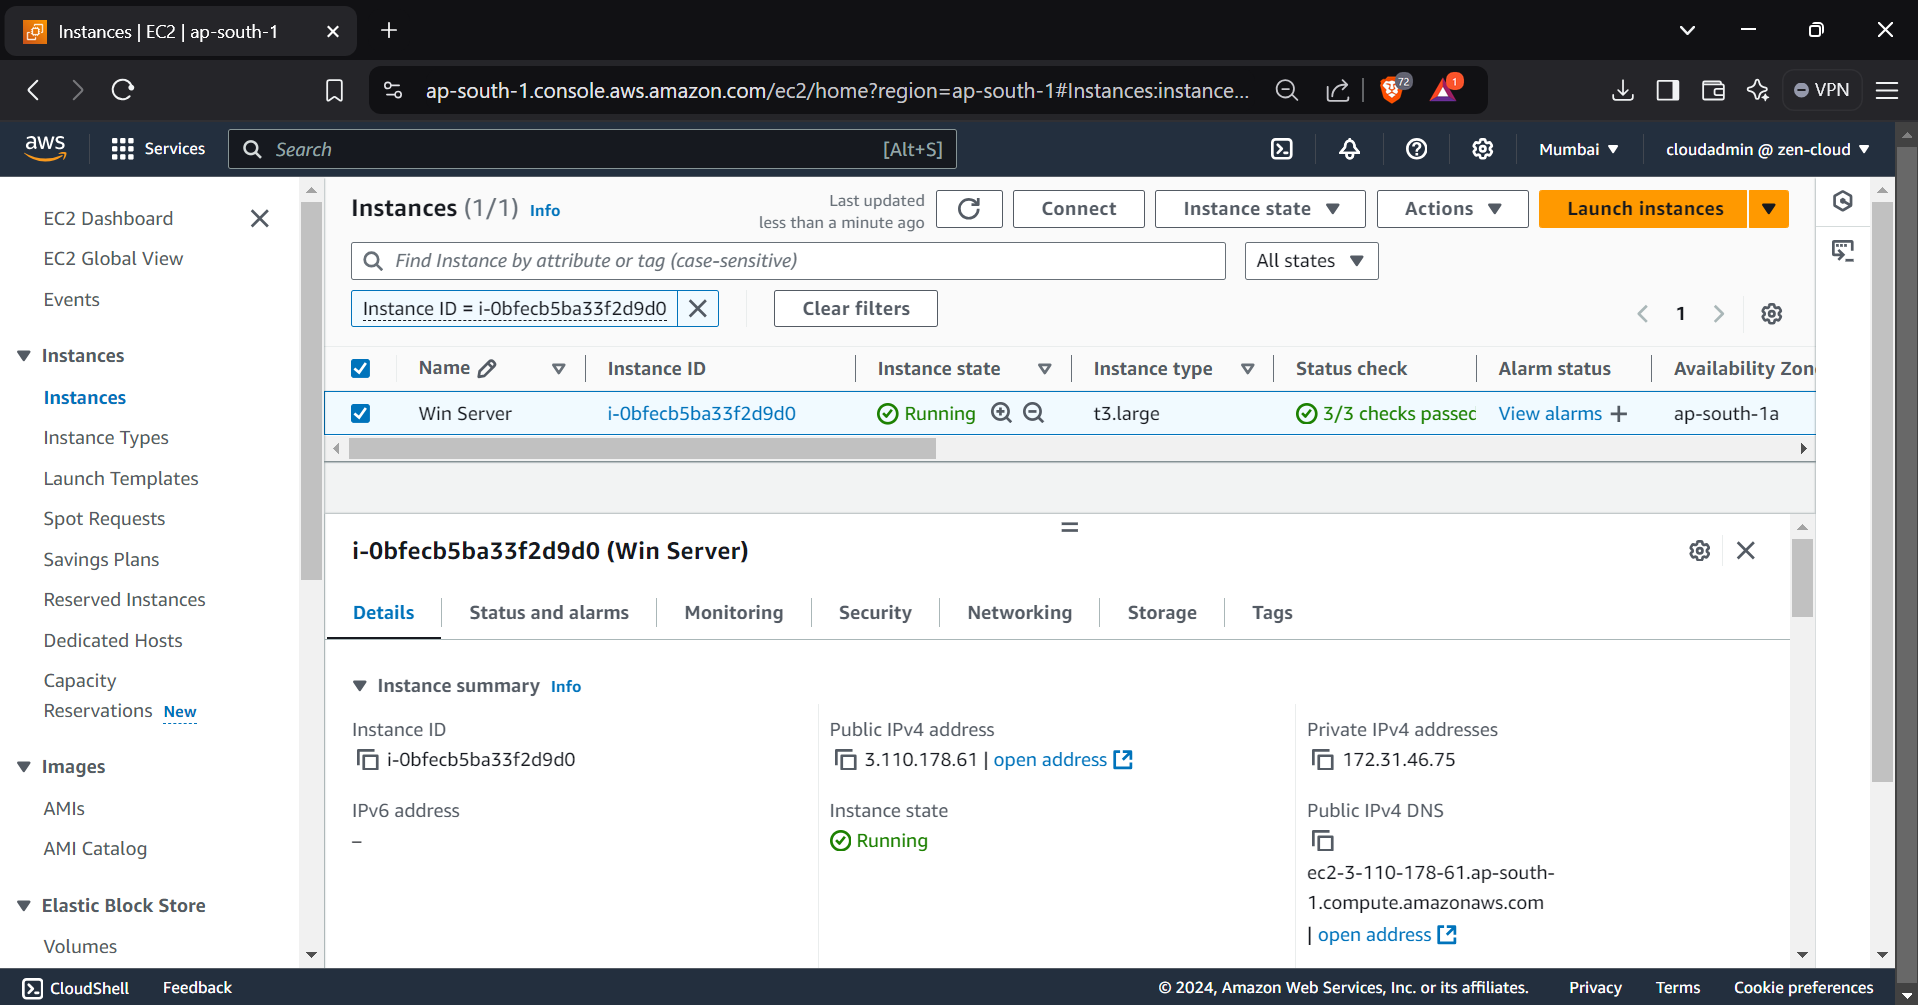 Instances | EC2 | ap-south-1
ap-south-1.console.aws.amazon.com/ec2/home?region=ap-south-1#Instances:instance...
72
1
VPN
aws
Services
Search
[Alt+S]
Mumbai
cloudadmin @ zen-cloud
EC2 Dashboard
EC2 Global View
Events
Instances
Instances
Instance Types
Launch Templates
Spot Requests
Savings Plans
Reserved Instances
Dedicated Hosts
Capacity
Reservations New
Images
AMIs
AMI Catalog
Elastic Block Store
Volumes
Instances (1/1) Info
Last updated
less than a minute ago
Connect
Instance state
Actions
Launch instances
Find Instance by attribute or tag (case-sensitive)
All states
Instance ID = i-0bfecb5ba33f2d9d0
Clear filters
1
Name Instance ID Instance state Instance type Status check Alarm status Availability Zon
Win Server i-0bfecb5ba33f2d9d0 Running t3.large 3/3 checks passed View alarms + ap-south-1a
i-0bfecb5ba33f2d9d0 (Win Server)
Details Status and alarms Monitoring Security Networking Storage Tags
Instance summary Info
Instance ID
i-0bfecb5ba33f2d9d0
IPv6 address
–
Public IPv4 address
3.110.178.61 | open address
Instance state
Running
Private IPv4 addresses
172.31.46.75
Public IPv4 DNS
ec2-3-110-178-61.ap-south-
1.compute.amazonaws.com
| open address
CloudShell Feedback © 2024, Amazon Web Services, Inc. or its affiliates. Privacy Terms Cookie preferences